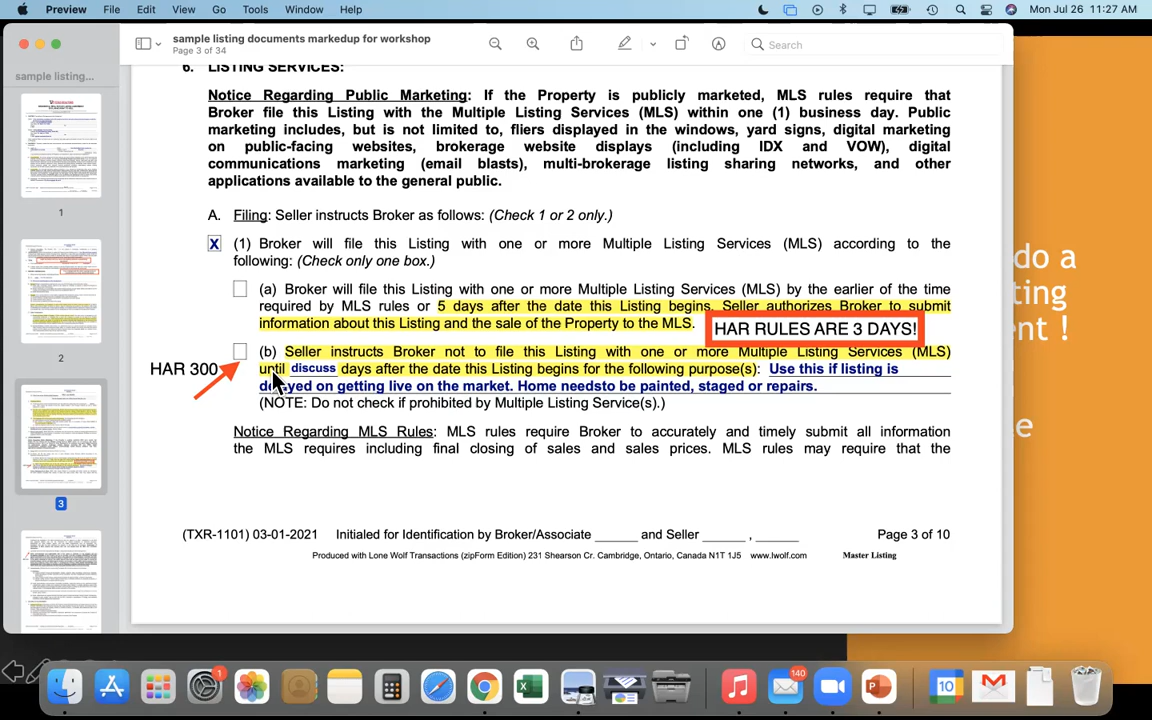 Preview File Edit View Go Tools Window Help Mon Jul 26 11:27 AM
sample listing documents markedup for workshop
Page 3 of 34
Search
sample listing...
1
2
3
6. LISTING SERVICES:
Notice Regarding Public Marketing: If the Property is publicly marketed, MLS rules require that
Broker file this Listing with the Multiple Listing Services (MLS) within one (1) business day. Public
marketing includes, but is not limited to, fliers displayed in the windows, yard signs, digital marketing
on public-facing websites, brokerage website displays (including IDX and VOW), digital
communications marketing (email blasts), multi-brokerage listing sharing networks, and other
applications available to the general public.
A. Filing: Seller instructs Broker as follows: (Check 1 or 2 only.)
X (1) Broker will file this Listing with one or more Multiple Listing Services (MLS) according to the
following: (Check only one box.)
(a) Broker will file this Listing with one or more Multiple Listing Services (MLS) by the earlier of the time
required by MLS rules or 5 days after the date this Listing begins. Seller authorizes Broker to submit
information about this Listing and the sale of the Property to the MLS.
HAR RULES ARE 3 DAYS!
(b) Seller instructs Broker not to file this Listing with one or more Multiple Listing Services (MLS)
HAR 300
until discuss days after the date this Listing begins for the following purpose(s): Use this if listing is
on getting live on the market. Home needsto be painted, staged or repairs.
(NOTE: Do not check if prohibited by Multiple Listing Service(s).)
Notice Regarding MLS Rules: MLS rules require Broker to accurately and timely submit all information
the MLS requires including final closing of sales and sales prices. MLS rules may require that the
(TXR-1101) 03-01-2021 Initialed for Identification by Broker/Associate ______ and Seller ______ , ______ Page 3 of 10
Produced with Lone Wolf Transactions (zipForm Edition) 231 Shearson Cr. Cambridge, Ontario, Canada N1T 1J5 www.lwolf.com Master Listing
do a
ting
ent !
e
1
140
10